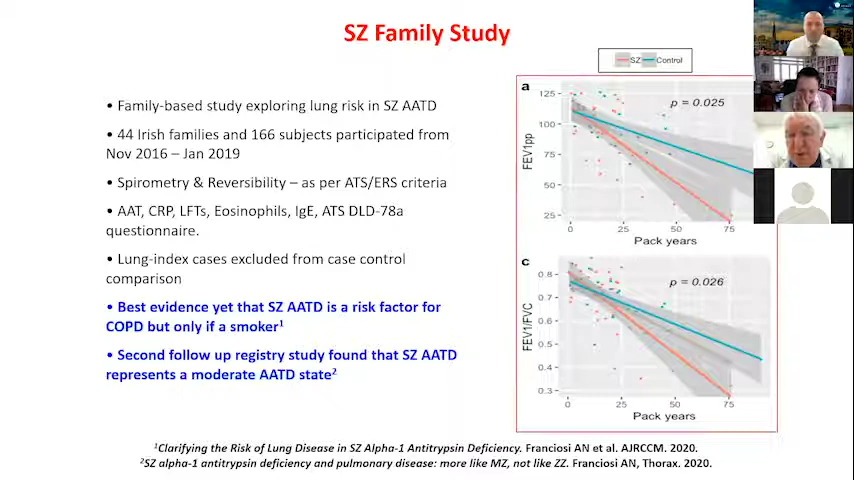 SZ Family Study
• Family-based study exploring lung risk in SZ AATD
• 44 Irish families and 166 subjects participated from
Nov 2016 – Jan 2019
• Spirometry & Reversibility – as per ATS/ERS criteria
• AAT, CRP, LFTs, Eosinophils, IgE, ATS DLD-78a
questionnaire.
• Lung-index cases excluded from case control
comparison
• Best evidence yet that SZ AATD is a risk factor for
COPD but only if a smoker¹
• Second follow up registry study found that SZ AATD
represents a moderate AATD state²
SZ Control
a
p = 0.025
FEV1pp
125
100
75
50
25
0 25 50 75
Pack years
c
p = 0.026
FEV1/FVC
0.8
0.7
0.6
0.5
0.4
0.3
0 25 50 75
Pack years
¹Clarifying the Risk of Lung Disease in SZ Alpha-1 Antitrypsin Deficiency. Franciosi AN et al. AJRCCM. 2020.
²SZ alpha-1 antitrypsin deficiency and pulmonary disease: more like MZ, not like ZZ. Franciosi AN, Thorax. 2020.